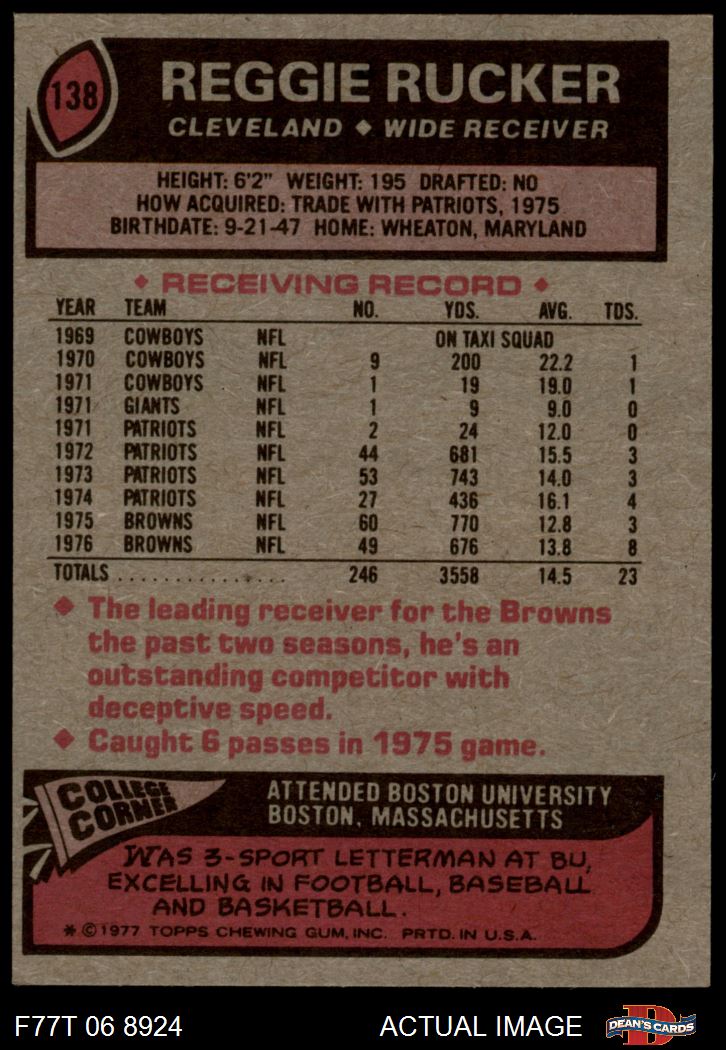 138
REGGIE RUCKER
CLEVELAND ◆ WIDE RECEIVER
HEIGHT: 6'2" WEIGHT: 195 DRAFTED: NO
HOW ACQUIRED: TRADE WITH PATRIOTS, 1975
BIRTHDATE: 9-21-47 HOME: WHEATON, MARYLAND
◆ RECEIVING RECORD ◆
YEAR TEAM NO. YDS. AVG. TDS.
1969 COWBOYS NFL ON TAXI SQUAD
1970 COWBOYS NFL 9 200 22.2 1
1971 COWBOYS NFL 1 19 19.0 1
1971 GIANTS NFL 1 9 9.0 0
1971 PATRIOTS NFL 2 24 12.0 0
1972 PATRIOTS NFL 44 681 15.5 3
1973 PATRIOTS NFL 53 743 14.0 3
1974 PATRIOTS NFL 27 436 16.1 4
1975 BROWNS NFL 60 770 12.8 3
1976 BROWNS NFL 49 676 13.8 8
TOTALS ................ 246 3558 14.5 23
◆ The leading receiver for the Browns
the past two seasons, he's an
outstanding competitor with
deceptive speed.
◆ Caught 6 passes in 1975 game.
COLLEGE
CORNER
ATTENDED BOSTON UNIVERSITY
BOSTON, MASSACHUSETTS
WAS 3-SPORT LETTERMAN AT BU,
EXCELLING IN FOOTBALL, BASEBALL
AND BASKETBALL.
* © 1977 TOPPS CHEWING GUM, INC. PRTD. IN U.S.A.
F77T 06 8924 ACTUAL IMAGE
D
DEAN'S CARDS